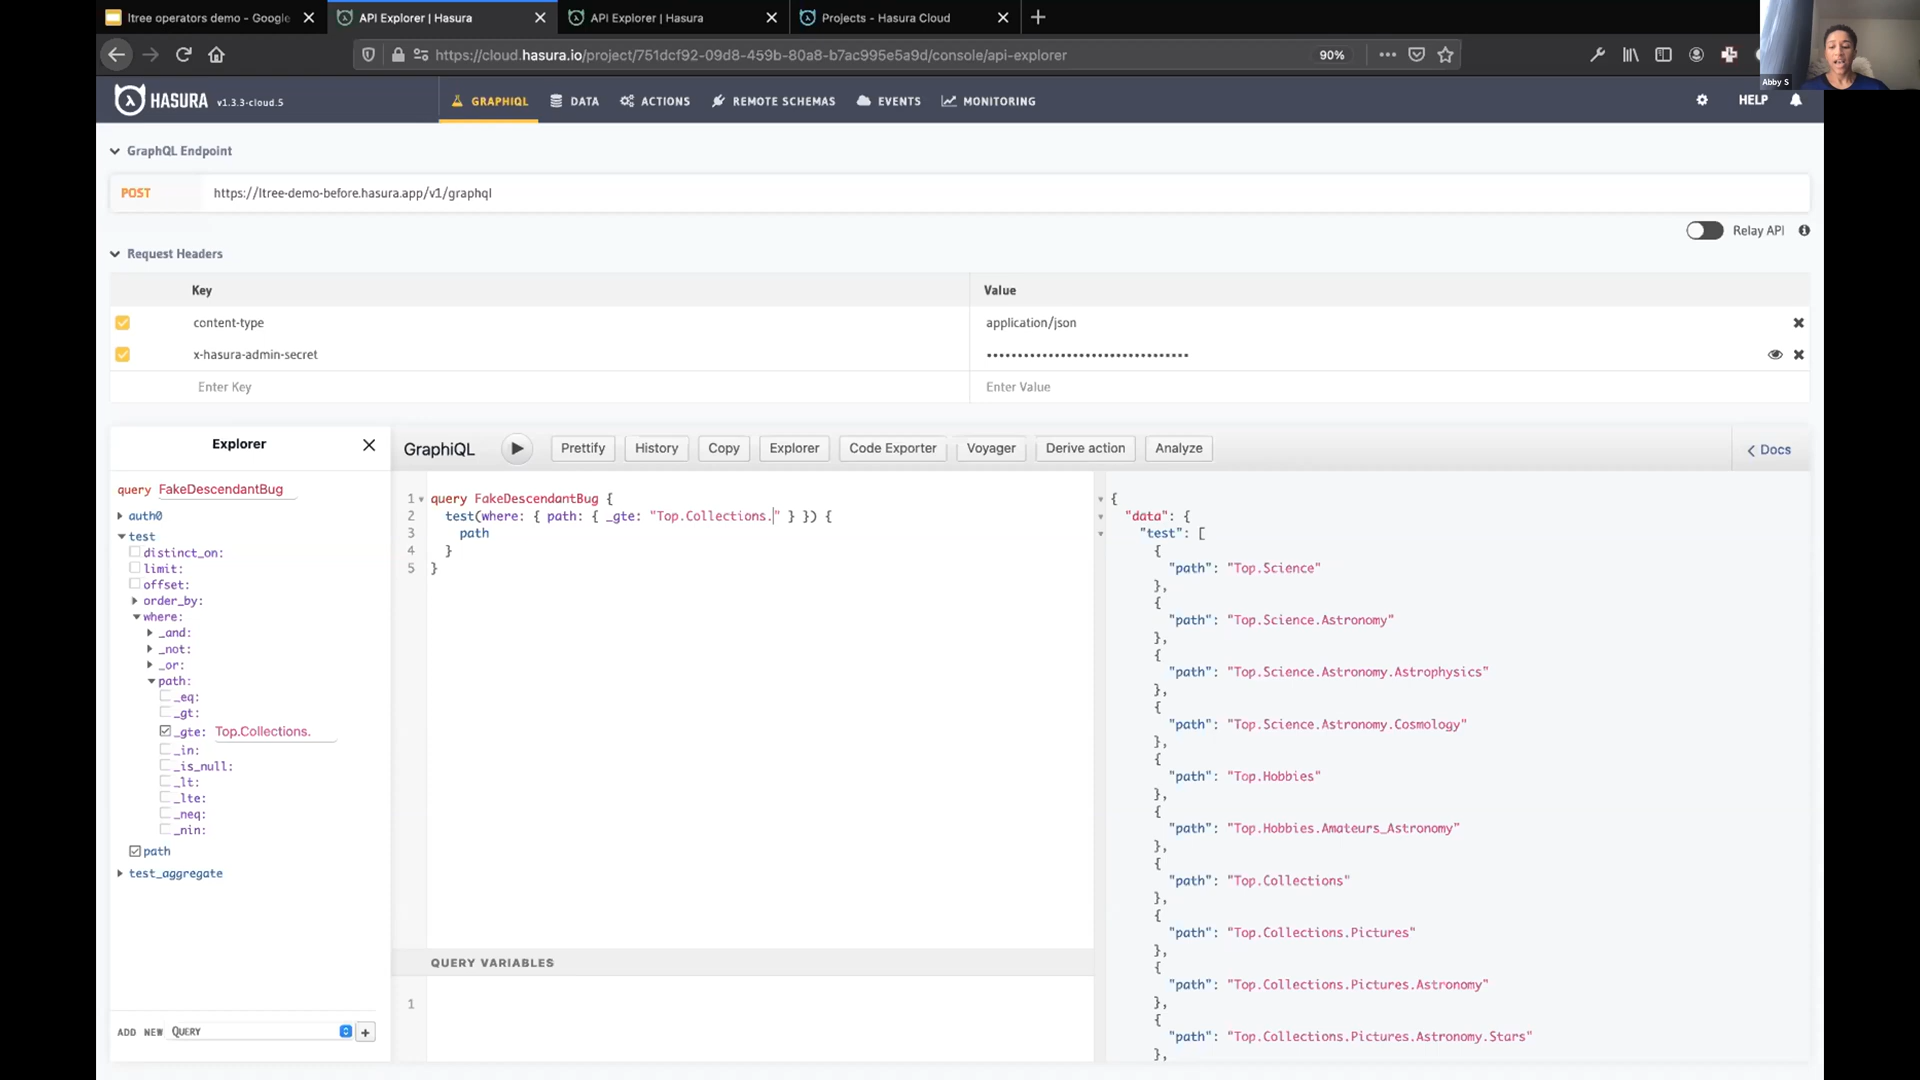 ltree operators demo - Google
API Explorer | Hasura
API Explorer | Hasura
Projects - Hasura Cloud
https://cloud.hasura.io/project/751dcf92-09d8-459b-80a8-b7ac995e5a9d/console/api-explorer
90%
Abby S
HASURA v1.3.3-cloud.5
GRAPHIQL
DATA
ACTIONS
REMOTE SCHEMAS
EVENTS
MONITORING
HELP
GraphQL Endpoint
POST
https://ltree-demo-before.hasura.app/v1/graphql
Relay API
Request Headers
Key
Value
content-type
application/json
x-hasura-admin-secret
••••••••••••••••••••••••••••••••
Enter Key
Enter Value
Explorer
query FakeDescendantBug
auth0
test
distinct_on:
limit:
offset:
order_by:
where:
_and:
_not:
_or:
path:
_eq:
_gt:
_gte: Top.Collections.
_in:
_is_null:
_lt:
_lte:
_neq:
_nin:
path
test_aggregate
ADD NEW Query
+
GraphiQL
Prettify
History
Copy
Explorer
Code Exporter
Voyager
Derive action
Analyze
Docs
1 query FakeDescendantBug {
2 test(where: { path: { _gte: "Top.Collections." } }) {
3 path
4 }
5 }
QUERY VARIABLES
1
{
"data": {
"test": [
{
"path": "Top.Science"
},
{
"path": "Top.Science.Astronomy"
},
{
"path": "Top.Science.Astronomy.Astrophysics"
},
{
"path": "Top.Science.Astronomy.Cosmology"
},
{
"path": "Top.Hobbies"
},
{
"path": "Top.Hobbies.Amateurs_Astronomy"
},
{
"path": "Top.Collections"
},
{
"path": "Top.Collections.Pictures"
},
{
"path": "Top.Collections.Pictures.Astronomy"
},
{
"path": "Top.Collections.Pictures.Astronomy.Stars"
},